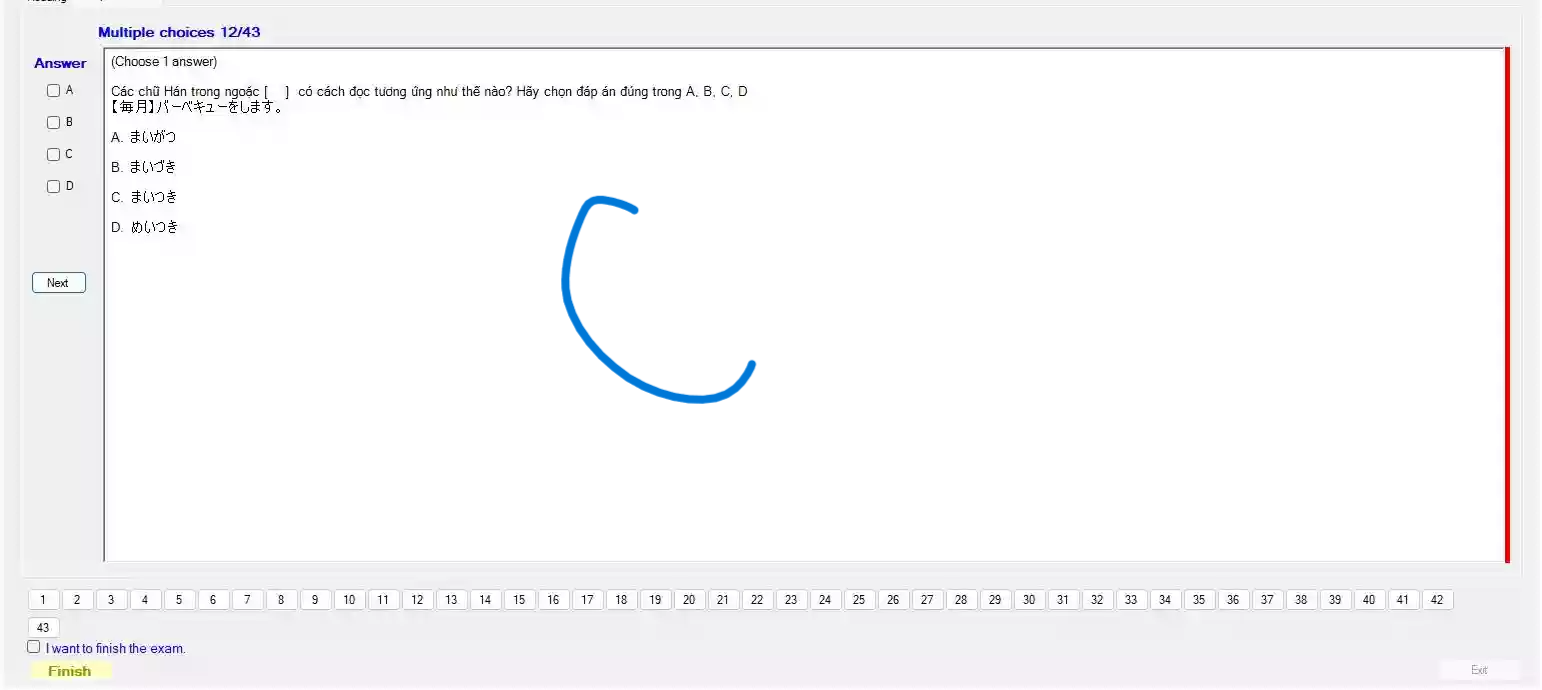 Multiple choices 12/43
Answer
(Choose 1 answer)
A
Các chữ Hán trong ngoặc [ ] có cách đọc tương ứng như thế nào? Hãy chọn đáp án đúng trong A, B, C, D
【毎月】バーベキューをします。
B
A. まいがつ
C
B. まいづき
D
C. まいつき
D. めいつき
Next
1 2 3 4 5 6 7 8 9 10 11 12 13 14 15 16 17 18 19 20 21 22 23 24 25 26 27 28 29 30 31 32 33 34 35 36 37 38 39 40 41 42
43
I want to finish the exam.
Finish
Exit